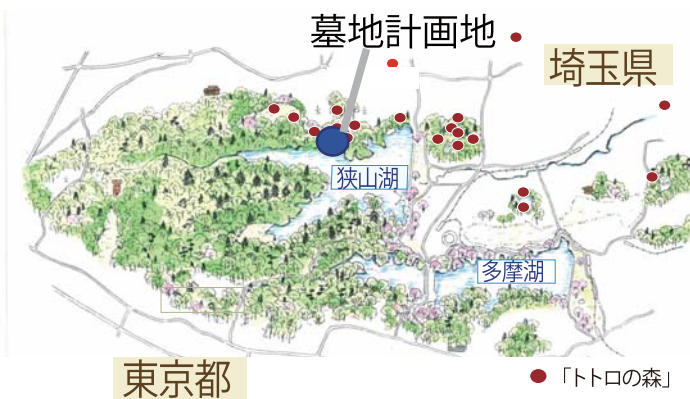 墓地計画地
埼玉県
狭山湖
多摩湖
東京都
「トトロの森」